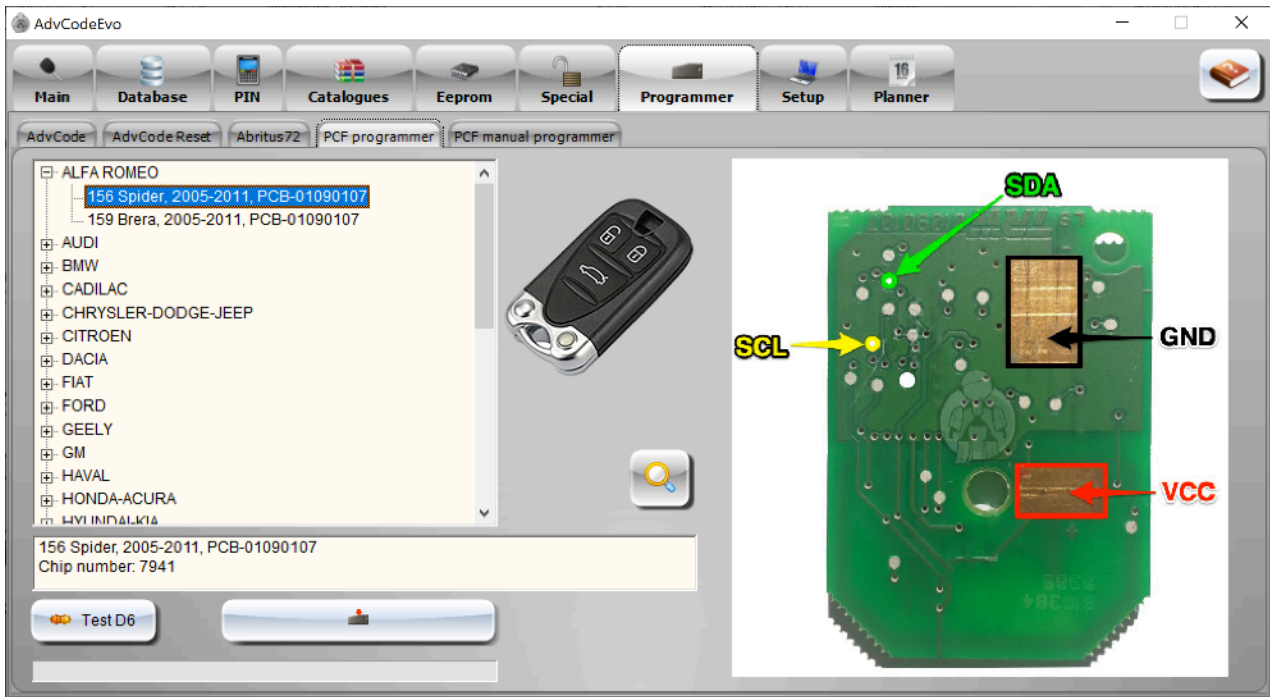 AdvCodeEvo
Main Database PIN Catalogues Eeprom Special Programmer Setup 16 Planner
AdvCode AdvCode Reset Abritus72 PCF programmer PCF manual programmer
ALFA ROMEO
156 Spider, 2005-2011, PCB-01090107
159 Brera, 2005-2011, PCB-01090107
AUDI
BMW
CADILAC
CHRYSLER-DODGE-JEEP
CITROEN
DACIA
FIAT
FORD
GEELY
GM
HAVAL
HONDA-ACURA
HYUNDAI-KIA
156 Spider, 2005-2011, PCB-01090107
Chip number: 7941
Test D6
SDA
SCL
GND
VCC